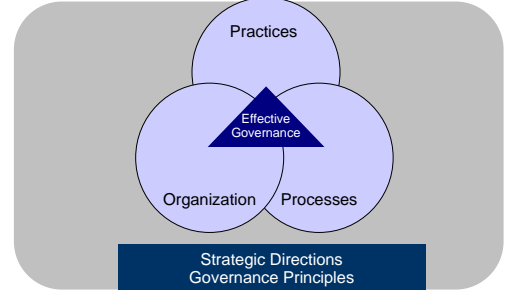 Practices
Effective
Governance
Organization
Processes
Strategic Directions
Governance Principles